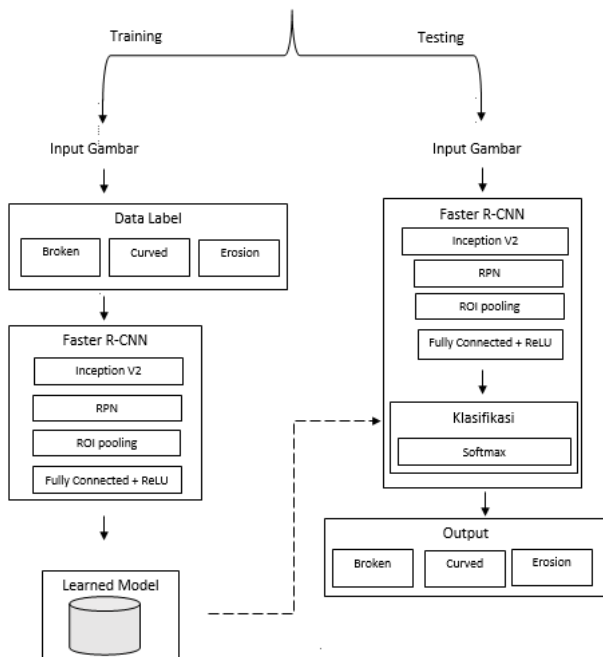 Training
Testing
Input Gambar
Data Label
Broken
Curved
Erosion
Faster R-CNN
Inception V2
RPN
ROI pooling
Fully Connected + ReLU
Learned Model
Input Gambar
Faster R-CNN
Inception V2
RPN
ROI pooling
Fully Connected + ReLU
Klasifikasi
Softmax
Output
Broken
Curved
Erosion